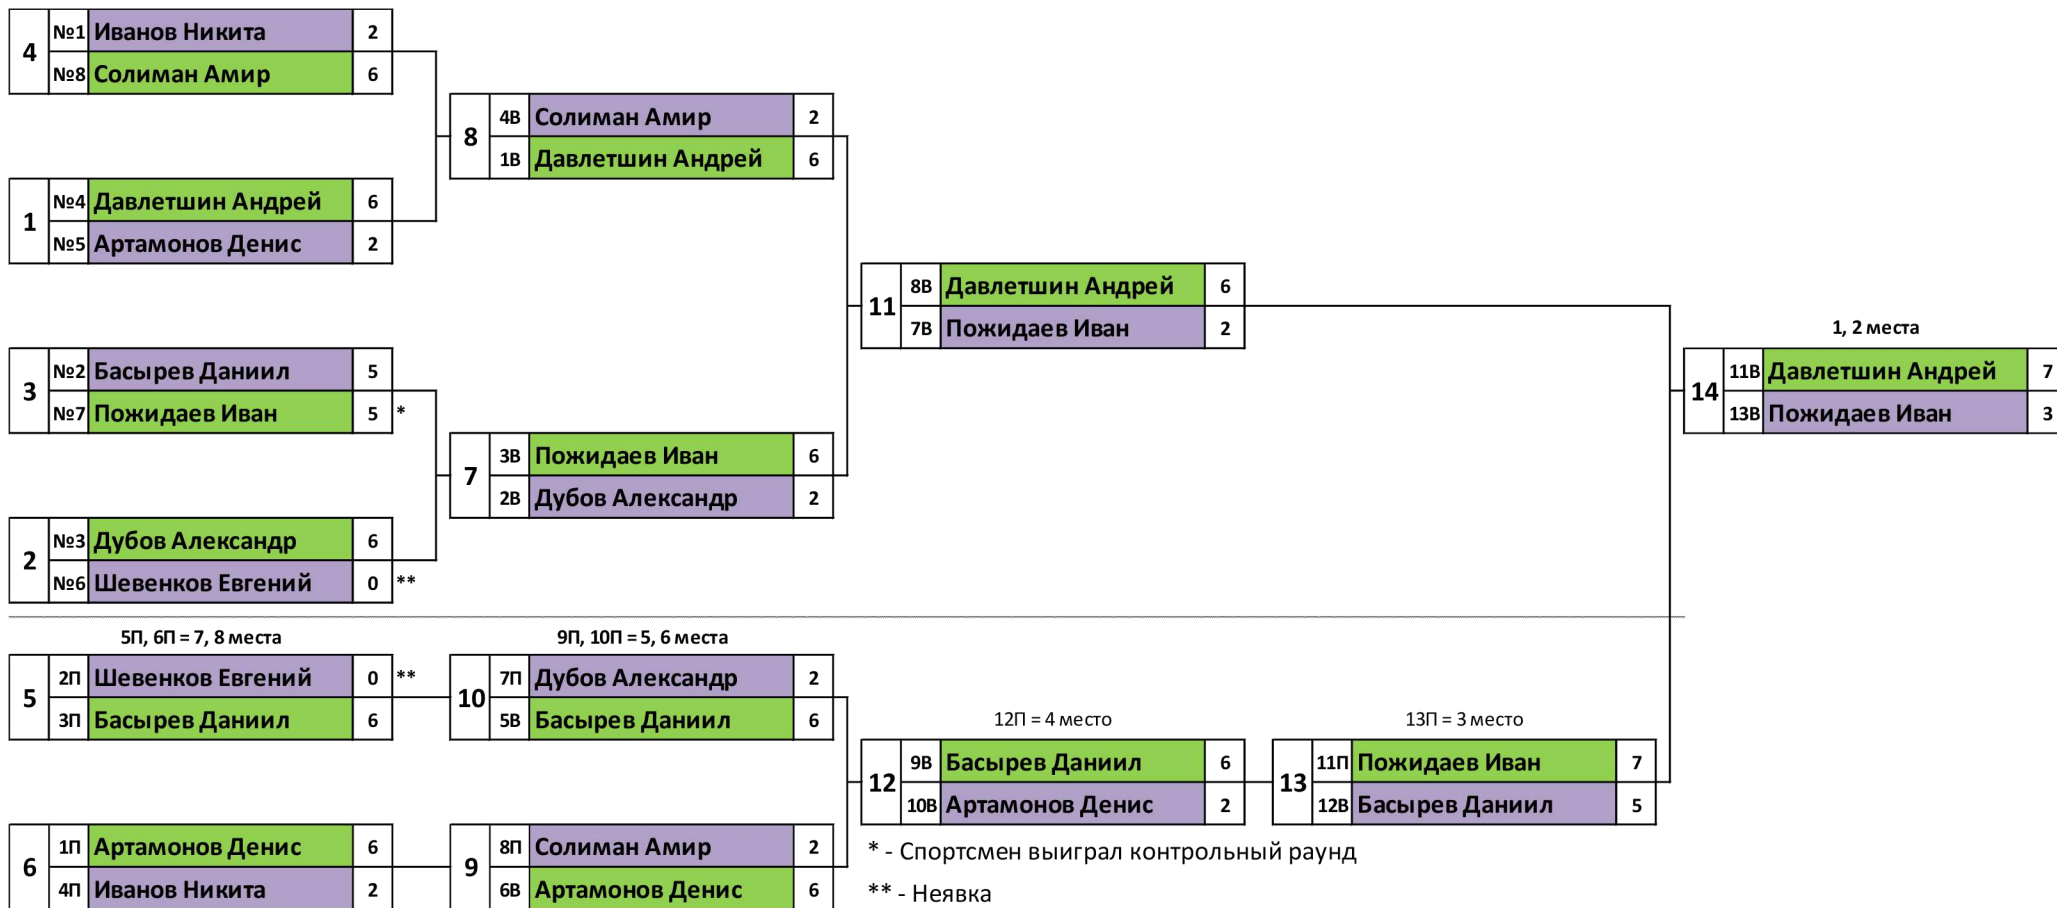 4 №1 Иванов Никита 2
№8 Солиман Амир 6
8 4В Солиман Амир 2
1В Давлетшин Андрей 6
1 №4 Давлетшин Андрей 6
№5 Артамонов Денис 2
11 8В Давлетшин Андрей 6
7В Пожидаев Иван 2
1, 2 места
14 11В Давлетшин Андрей 7
13В Пожидаев Иван 3
3 №2 Басырев Даниил 5
№7 Пожидаев Иван 5 *
7 3В Пожидаев Иван 6
2В Дубов Александр 2
2 №3 Дубов Александр 6
№6 Шевенков Евгений 0 **
5П, 6П = 7, 8 места
9П, 10П = 5, 6 места
5 2П Шевенков Евгений 0 **
3П Басырев Даниил 6
10 7П Дубов Александр 2
5В Басырев Даниил 6
12П = 4 место
13П = 3 место
12 9В Басырев Даниил 6
10В Артамонов Денис 2
13 11П Пожидаев Иван 7
12В Басырев Даниил 5
6 1П Артамонов Денис 6
4П Иванов Никита 2
9 8П Солиман Амир 2
6В Артамонов Денис 6
* - Спортсмен выиграл контрольный раунд
** - Неявка